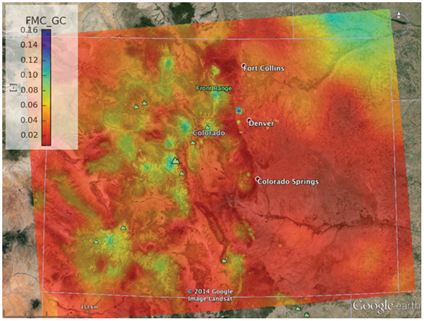 FMC_GC
0.16
0.14
0.12
0.10
[-]
0.08
0.06
0.04
0.02
Fort Collins
Front Range
Denver
Colorado
Colorado Springs
© 2014 Google
Image Landsat
Google earth